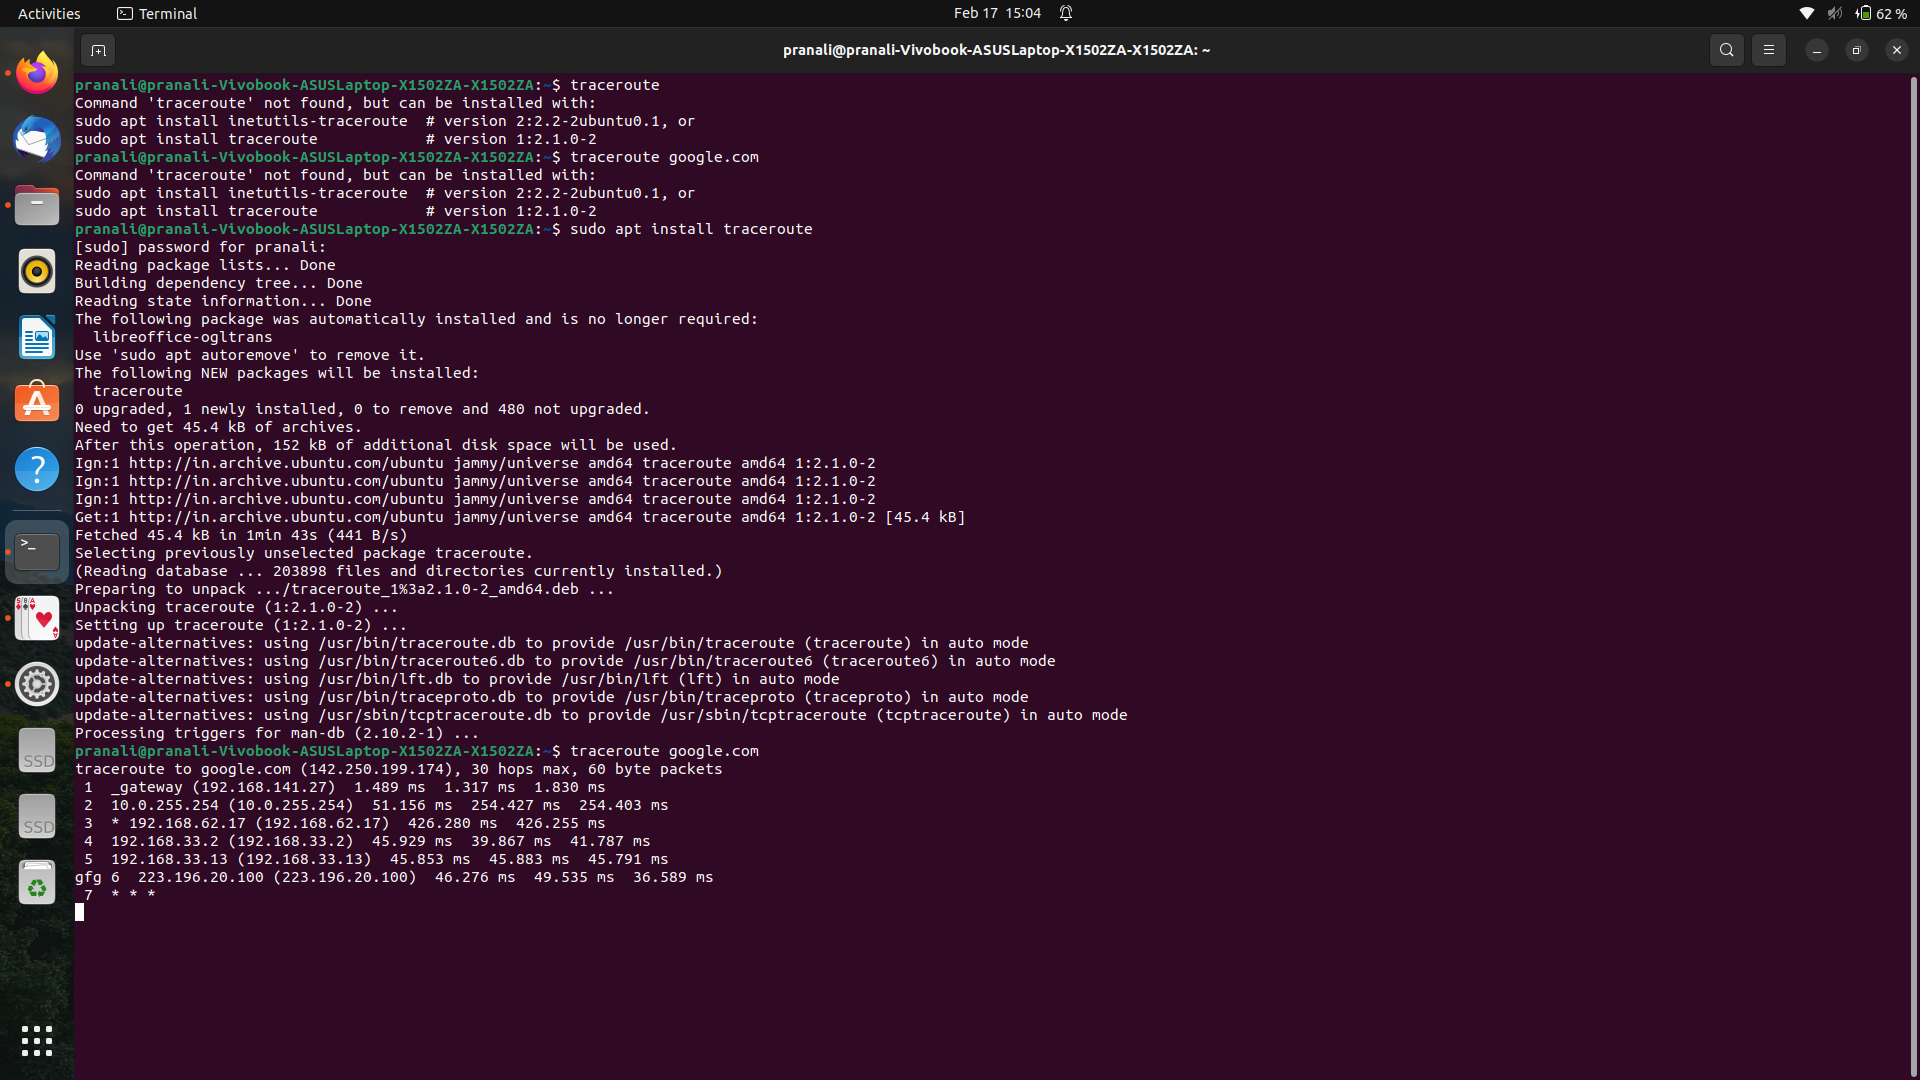 Activities Terminal Feb 17 15:04 62 %
pranali@pranali-Vivobook-ASUSLaptop-X1502ZA-X1502ZA: ~
pranali@pranali-Vivobook-ASUSLaptop-X1502ZA-X1502ZA:~$ traceroute
Command 'traceroute' not found, but can be installed with:
sudo apt install inetutils-traceroute  # version 2:2.2-2ubuntu0.1, or
sudo apt install traceroute            # version 1:2.1.0-2
pranali@pranali-Vivobook-ASUSLaptop-X1502ZA-X1502ZA:~$ traceroute google.com
Command 'traceroute' not found, but can be installed with:
sudo apt install inetutils-traceroute  # version 2:2.2-2ubuntu0.1, or
sudo apt install traceroute            # version 1:2.1.0-2
pranali@pranali-Vivobook-ASUSLaptop-X1502ZA-X1502ZA:~$ sudo apt install traceroute
[sudo] password for pranali:
Reading package lists... Done
Building dependency tree... Done
Reading state information... Done
The following package was automatically installed and is no longer required:
  libreoffice-ogltrans
Use 'sudo apt autoremove' to remove it.
The following NEW packages will be installed:
  traceroute
0 upgraded, 1 newly installed, 0 to remove and 480 not upgraded.
Need to get 45.4 kB of archives.
After this operation, 152 kB of additional disk space will be used.
Ign:1 http://in.archive.ubuntu.com/ubuntu jammy/universe amd64 traceroute amd64 1:2.1.0-2
Ign:1 http://in.archive.ubuntu.com/ubuntu jammy/universe amd64 traceroute amd64 1:2.1.0-2
Ign:1 http://in.archive.ubuntu.com/ubuntu jammy/universe amd64 traceroute amd64 1:2.1.0-2
Get:1 http://in.archive.ubuntu.com/ubuntu jammy/universe amd64 traceroute amd64 1:2.1.0-2 [45.4 kB]
Fetched 45.4 kB in 1min 43s (441 B/s)
Selecting previously unselected package traceroute.
(Reading database ... 203898 files and directories currently installed.)
Preparing to unpack .../traceroute_1%3a2.1.0-2_amd64.deb ...
Unpacking traceroute (1:2.1.0-2) ...
Setting up traceroute (1:2.1.0-2) ...
update-alternatives: using /usr/bin/traceroute.db to provide /usr/bin/traceroute (traceroute) in auto mode
update-alternatives: using /usr/bin/traceroute6.db to provide /usr/bin/traceroute6 (traceroute6) in auto mode
update-alternatives: using /usr/bin/lft.db to provide /usr/bin/lft (lft) in auto mode
update-alternatives: using /usr/bin/traceproto.db to provide /usr/bin/traceproto (traceproto) in auto mode
update-alternatives: using /usr/sbin/tcptraceroute.db to provide /usr/sbin/tcptraceroute (tcptraceroute) in auto mode
Processing triggers for man-db (2.10.2-1) ...
pranali@pranali-Vivobook-ASUSLaptop-X1502ZA-X1502ZA:~$ traceroute google.com
traceroute to google.com (142.250.199.174), 30 hops max, 60 byte packets
 1  _gateway (192.168.141.27)  1.489 ms  1.317 ms  1.830 ms
 2  10.0.255.254 (10.0.255.254)  51.156 ms  254.427 ms  254.403 ms
 3  * 192.168.62.17 (192.168.62.17)  426.280 ms  426.255 ms
 4  192.168.33.2 (192.168.33.2)  45.929 ms  39.867 ms  41.787 ms
 5  192.168.33.13 (192.168.33.13)  45.853 ms  45.883 ms  45.791 ms
gfg 6  223.196.20.100 (223.196.20.100)  46.276 ms  49.535 ms  36.589 ms
 7  * * *
SSD
SSD